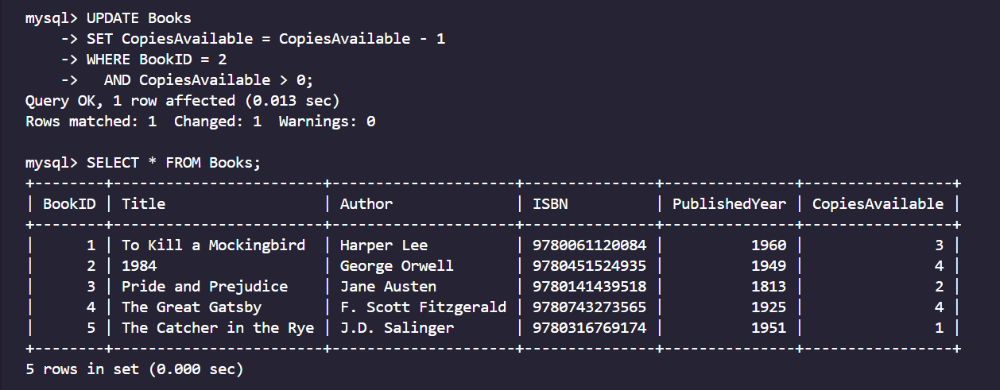 mysql> UPDATE Books
    -> SET CopiesAvailable = CopiesAvailable - 1
    -> WHERE BookID = 2
    ->   AND CopiesAvailable > 0;
Query OK, 1 row affected (0.013 sec)
Rows matched: 1  Changed: 1  Warnings: 0

mysql> SELECT * FROM Books;
+--------+------------------------+---------------------+---------------+---------------+-----------------+
| BookID | Title                  | Author              | ISBN          | PublishedYear | CopiesAvailable |
+--------+------------------------+---------------------+---------------+---------------+-----------------+
|      1 | To Kill a Mockingbird  | Harper Lee          | 9780061120084 |          1960 |               3 |
|      2 | 1984                   | George Orwell       | 9780451524935 |          1949 |               4 |
|      3 | Pride and Prejudice    | Jane Austen         | 9780141439518 |          1813 |               2 |
|      4 | The Great Gatsby       | F. Scott Fitzgerald | 9780743273565 |          1925 |               4 |
|      5 | The Catcher in the Rye | J.D. Salinger       | 9780316769174 |          1951 |               1 |
+--------+------------------------+---------------------+---------------+---------------+-----------------+
5 rows in set (0.000 sec)